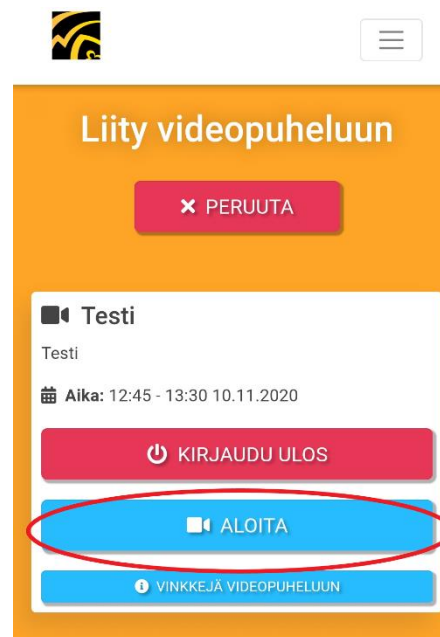 Liity videopuheluun
PERUUTA
Testi
Testi
Aika: 12:45 - 13:30 10.11.2020
KIRJAUDU ULOS
ALOITA
VINKKEJÄ VIDEOPUHELUUN